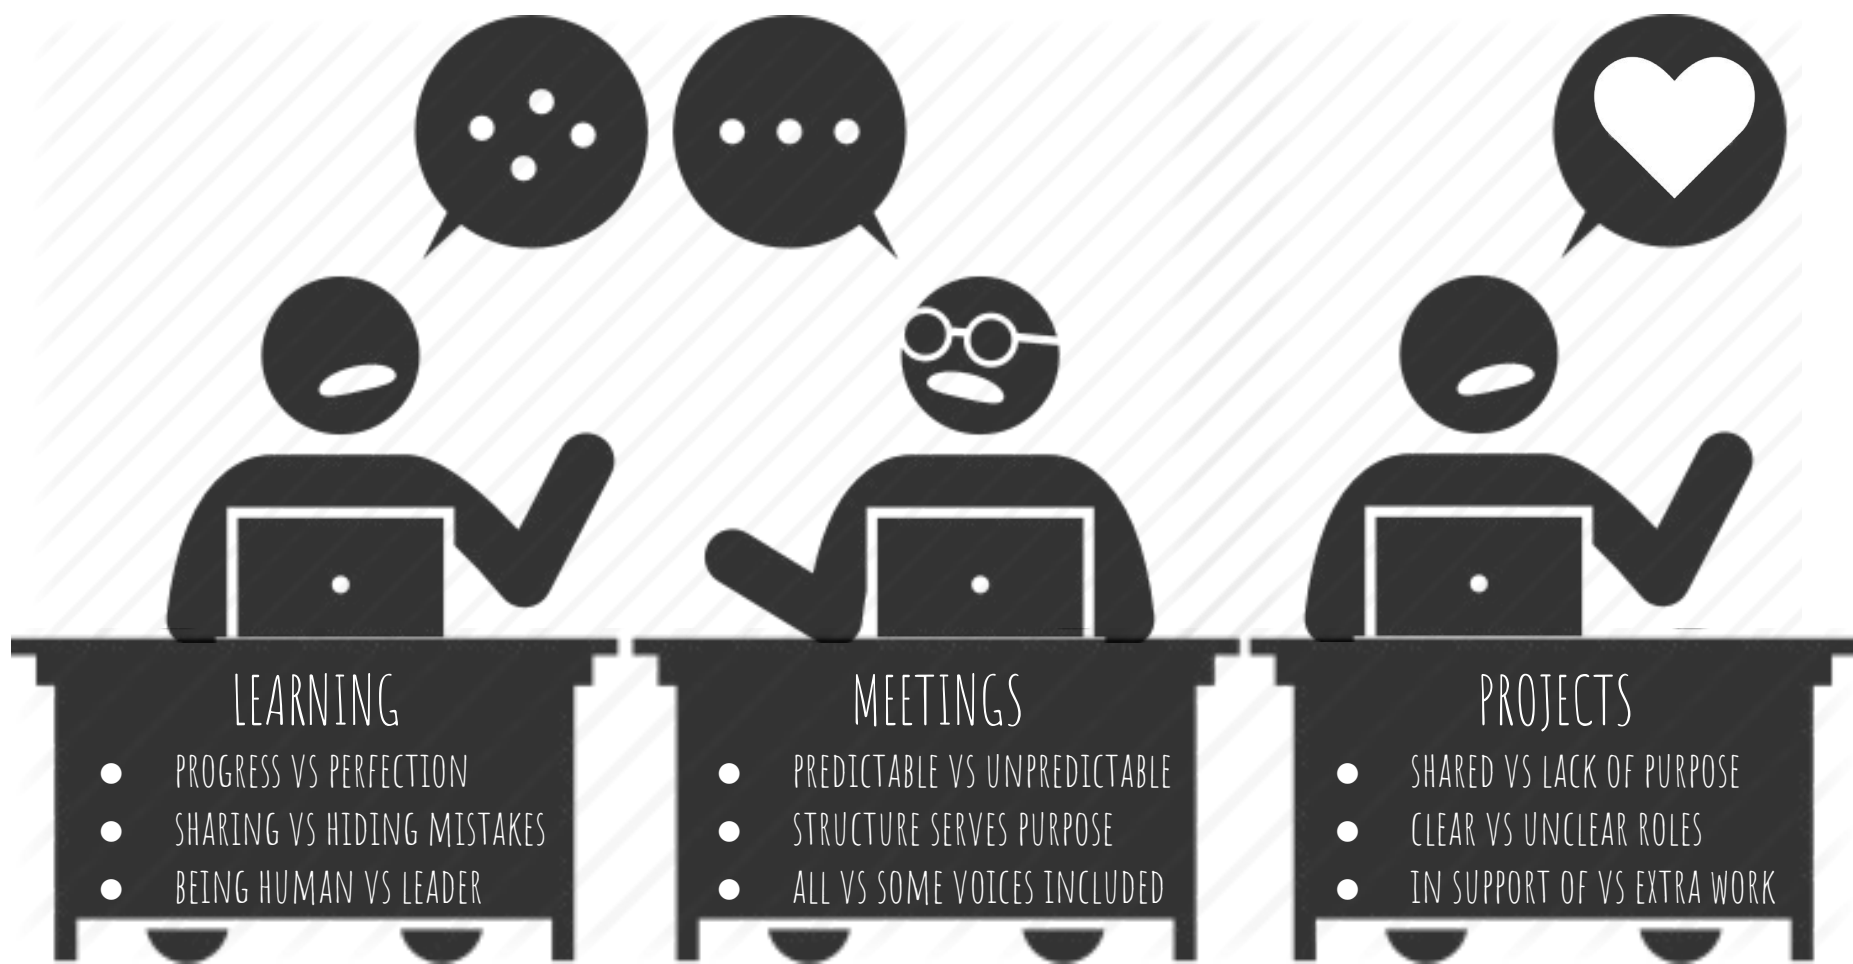 LEARNING
● PROGRESS VS PERFECTION
● SHARING VS HIDING MISTAKES
● BEING HUMAN VS LEADER
MEETINGS
● PREDICTABLE VS UNPREDICTABLE
● STRUCTURE SERVES PURPOSE
● ALL VS SOME VOICES INCLUDED
PROJECTS
● SHARED VS LACK OF PURPOSE
● CLEAR VS UNCLEAR ROLES
● IN SUPPORT OF VS EXTRA WORK